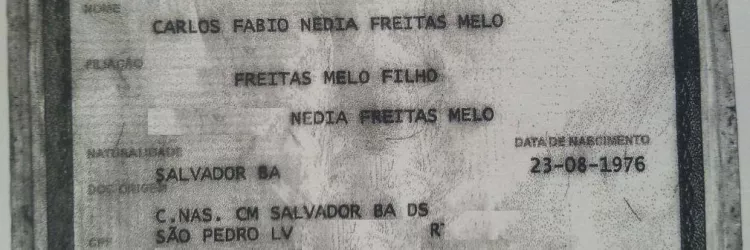 NOME
CARLOS FABIO NEDIA FREITAS MELO
FILIAÇÃO
FREITAS MELO FILHO
NEDIA FREITAS MELO
NATURALIDADE
SALVADOR BA
DATA DE NASCIMENTO
23-08-1976
DOC ORIGEM
C.NAS. CM SALVADOR BA DS
SÃO PEDRO LV
CPF